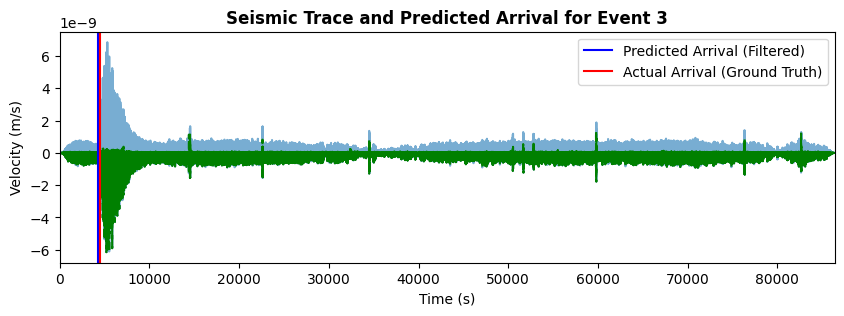 Seismic Trace and Predicted Arrival for Event 3
1e−9
Predicted Arrival (Filtered)
Actual Arrival (Ground Truth)
6
4
2
0
−2
−4
−6
Velocity (m/s)
0 10000 20000 30000 40000 50000 60000 70000 80000
Time (s)